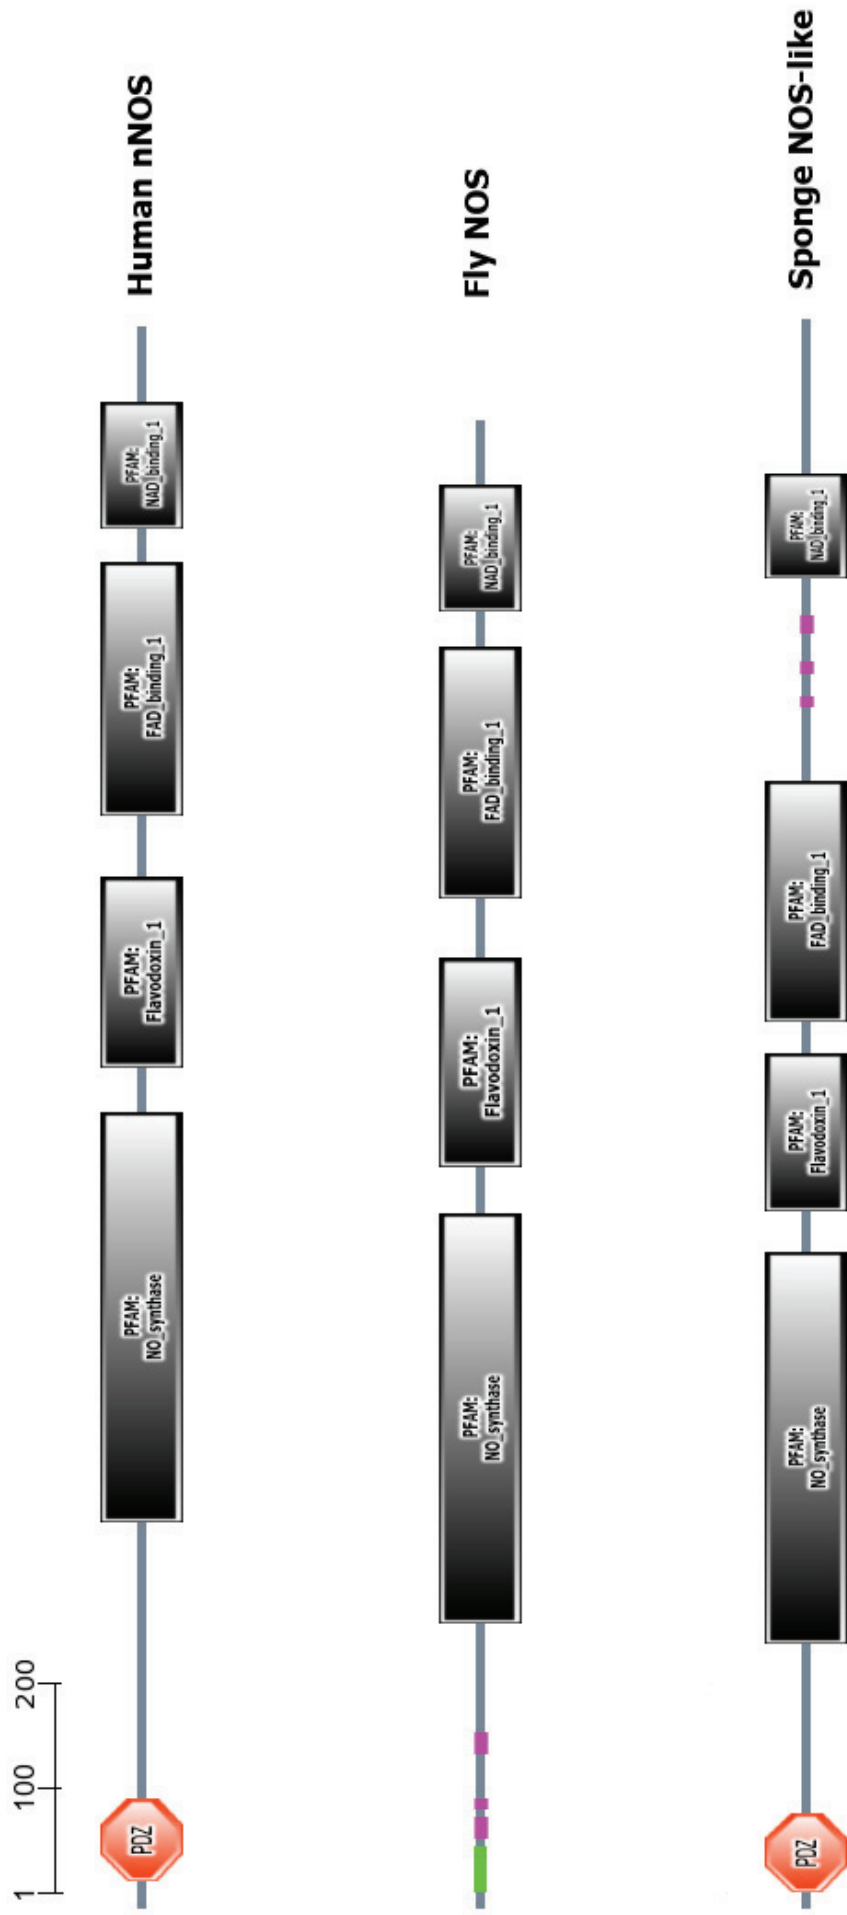 1
100
200
PDZ
PFAM:
NO_synthase
PFAM:
Flavodoxin_1
PFAM:
FAD_binding_1
PFAM:
NAD_binding_1
Human nNOS
PFAM:
NO_synthase
PFAM:
Flavodoxin_1
PFAM:
FAD_binding_1
PFAM:
NAD_binding_1
Fly NOS
PDZ
PFAM:
NO_synthase
PFAM:
Flavodoxin_1
PFAM:
FAD_binding_1
PFAM:
NAD_binding_1
Sponge NOS-like